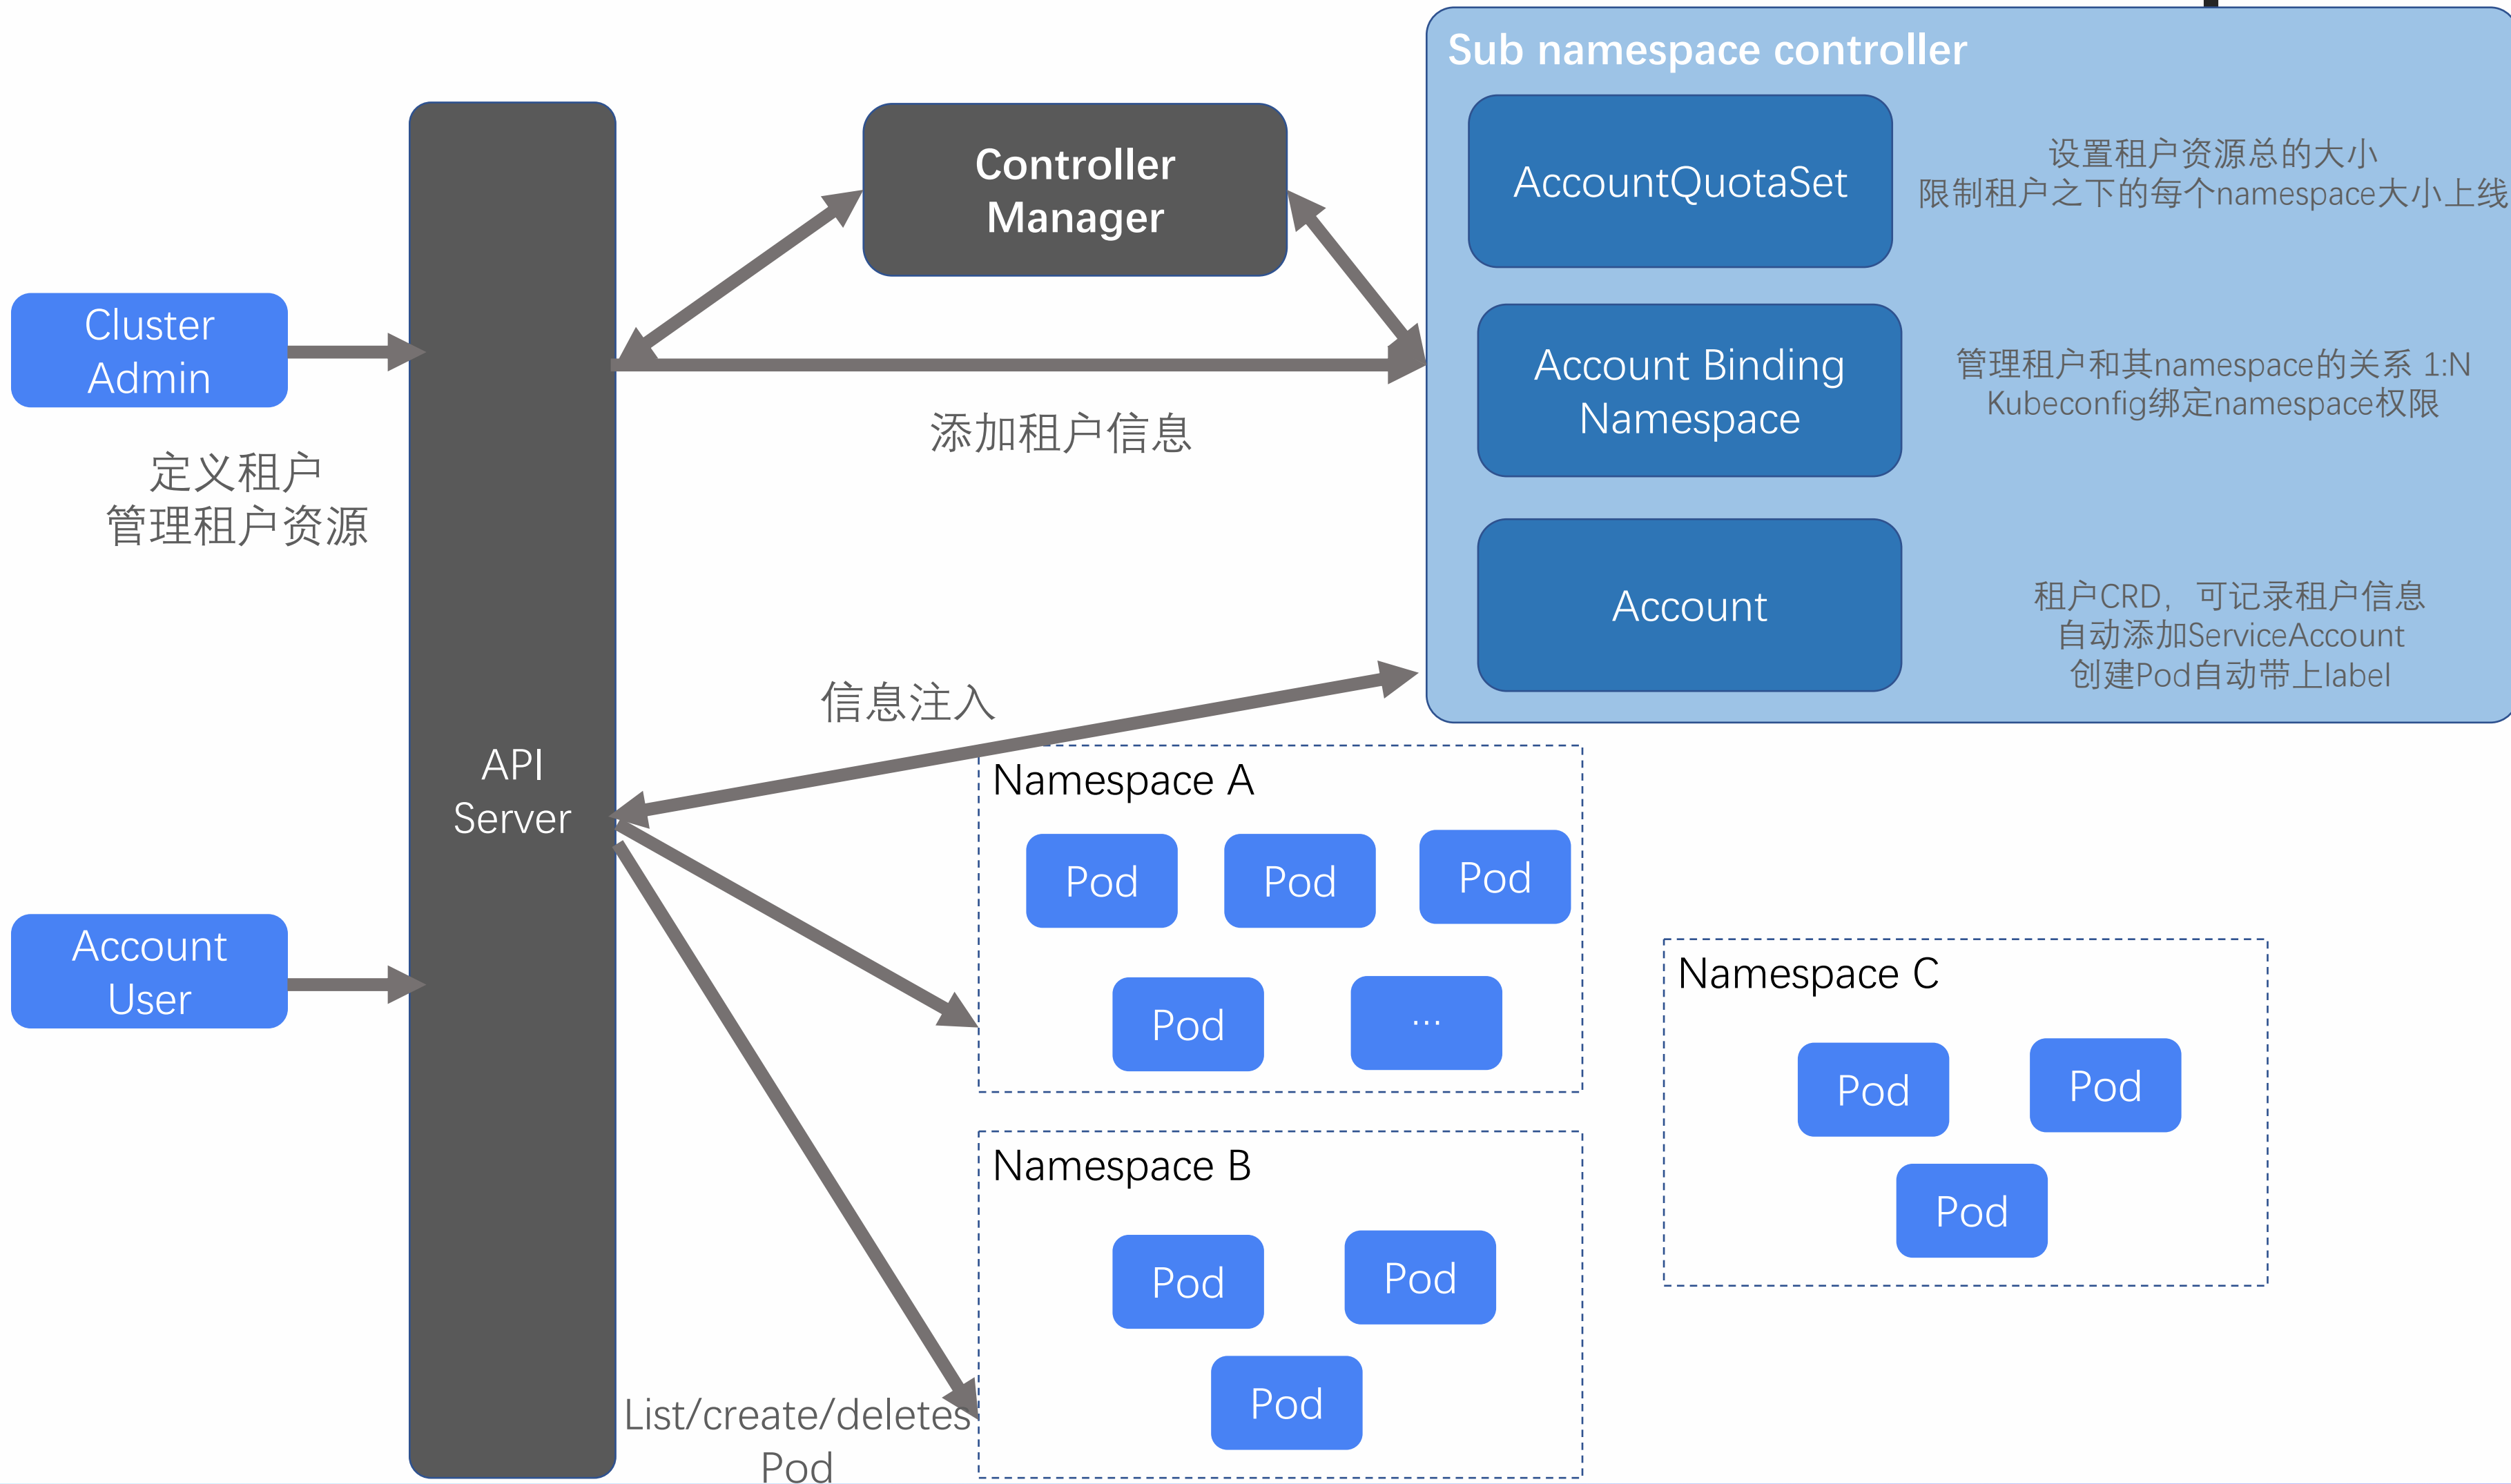 Sub namespace controller
AccountQuotaSet
设置租户资源总的大小
限制租户之下的每个namespace大小上线
Controller
Manager
Cluster
Admin
定义租户
管理租户资源
添加租户信息
Account Binding
Namespace
管理租户和其namespace的关系 1:N
Kubeconfig绑定namespace权限
Account
租户CRD，可记录租户信息
自动添加ServiceAccount
创建Pod自动带上label
信息注入
API
Server
Account
User
Namespace A
Pod
Pod
Pod
Pod
...
Namespace B
Pod
Pod
Pod
Namespace C
Pod
Pod
Pod
List/create/deletes
Pod